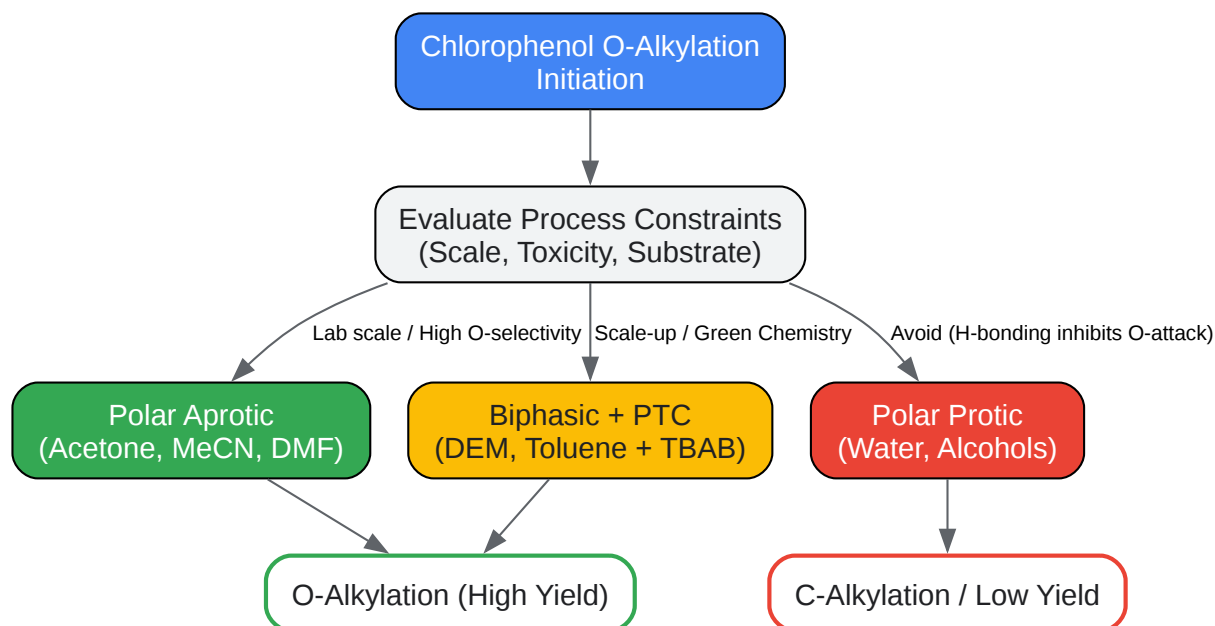 Chlorophenol O-Alkylation
Initiation
Evaluate Process Constraints
(Scale, Toxicity, Substrate)
Lab scale / High O-selectivity
Scale-up / Green Chemistry
Avoid (H-bonding inhibits O-attack)
Polar Aprotic
(Acetone, MeCN, DMF)
Biphasic + PTC
(DEM, Toluene + TBAB)
Polar Protic
(Water, Alcohols)
O-Alkylation (High Yield)
C-Alkylation / Low Yield